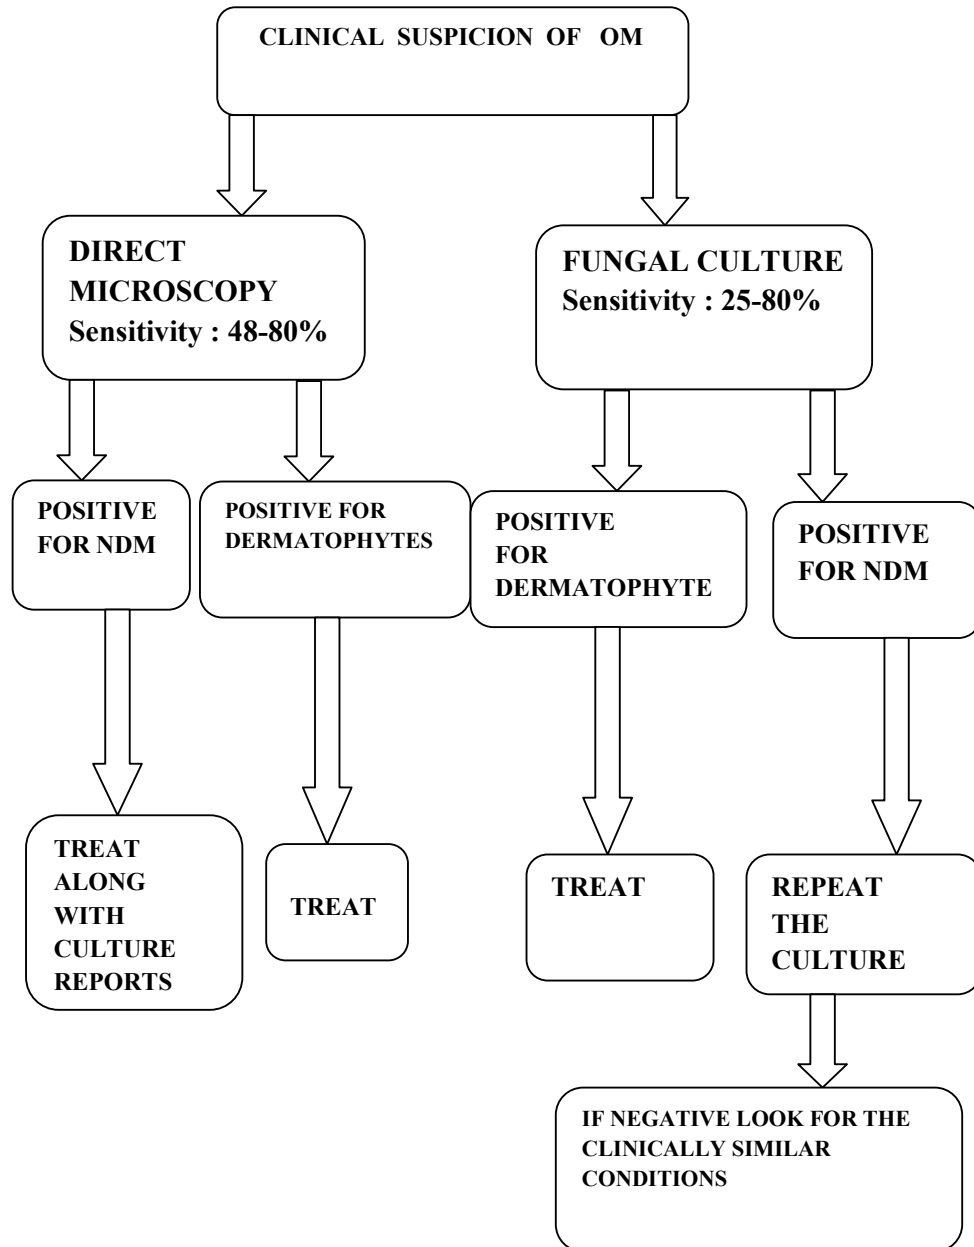 CLINICAL SUSPICION OF OM
DIRECT
MICROSCOPY
Sensitivity : 48-80%
FUNGAL CULTURE
Sensitivity : 25-80%
POSITIVE
FOR NDM
POSITIVE FOR
DERMATOPHYTES
POSITIVE
FOR
DERMATOPHYTE
POSITIVE
FOR NDM
TREAT
ALONG
WITH
CULTURE
REPORTS
TREAT
TREAT
REPEAT
THE
CULTURE
IF NEGATIVE LOOK FOR THE
CLINICALLY SIMILAR
CONDITIONS